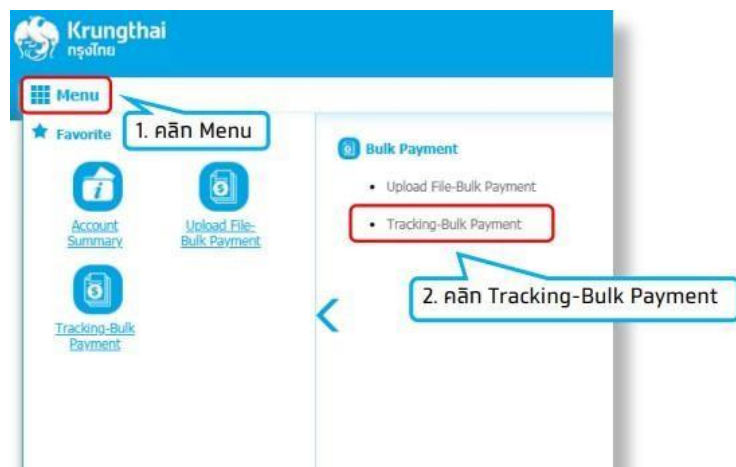 Krungthai
กรุงไทย
Menu
Favorite
1. คลิก Menu
Account
Summary
Upload File-
Bulk Payment
Tracking-Bulk
Payment
Bulk Payment
• Upload File-Bulk Payment
• Tracking-Bulk Payment
2. คลิก Tracking-Bulk Payment